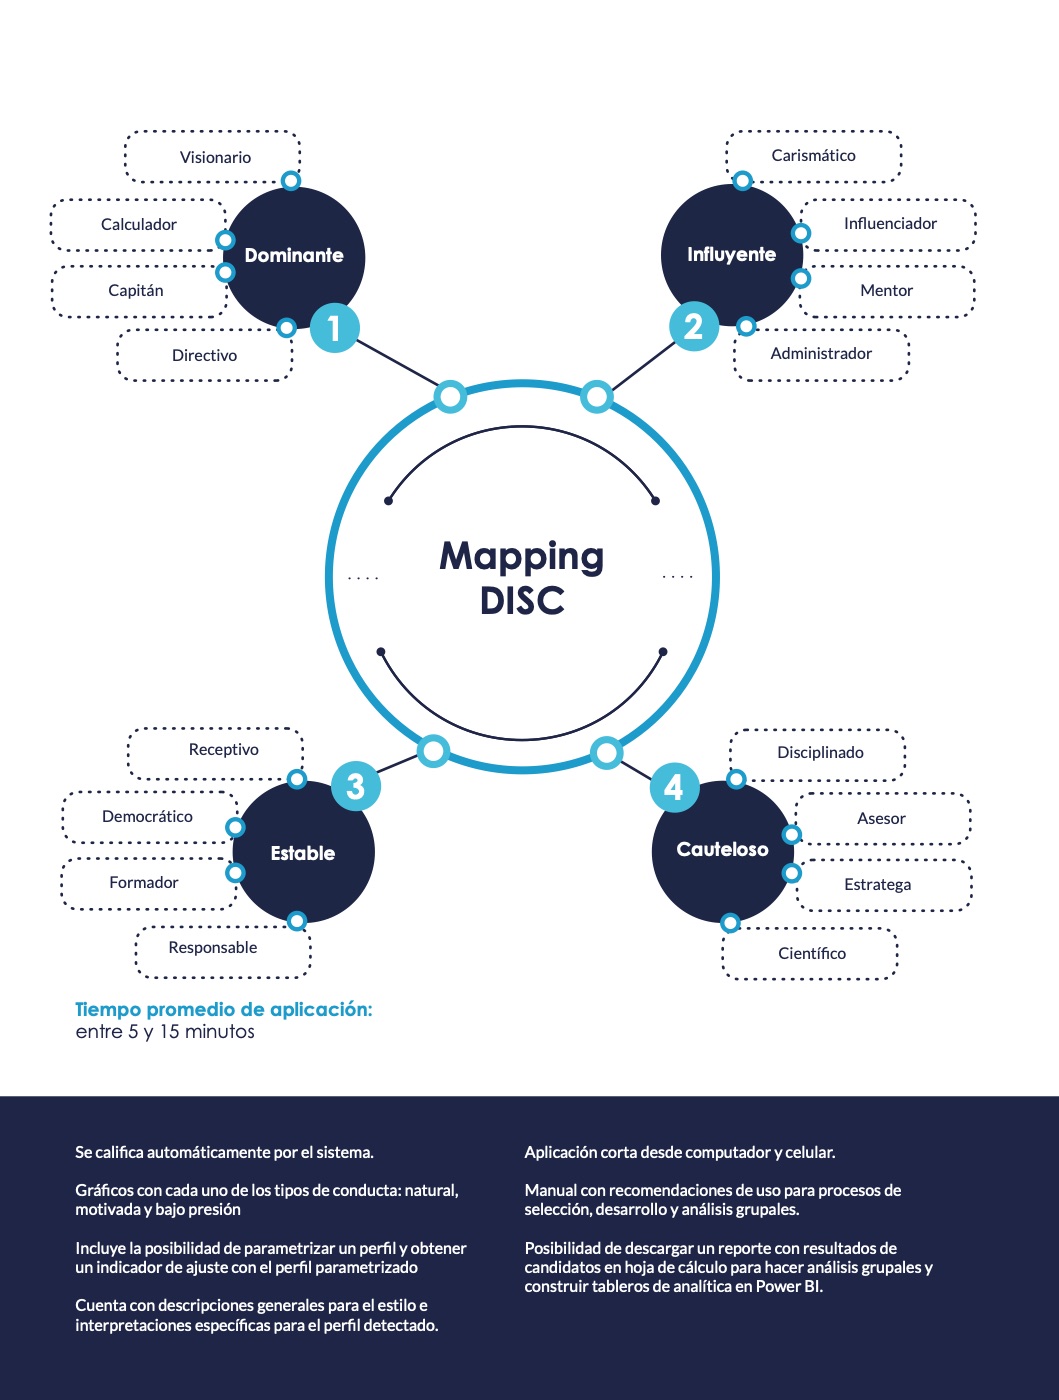 Visionario
Calculador
Dominante
Capitán
1
Directivo
Carismático
Influenciador
Influyente
Mentor
2
Administrador
Mapping
DISC
Receptivo
3
Democrático
Estable
Formador
Responsable
Disciplinado
4
Asesor
Cauteloso
Estratega
Científico
Tiempo promedio de aplicación:
entre 5 y 15 minutos
Se califica automáticamente por el sistema.
Gráficos con cada uno de los tipos de conducta: natural,
motivada y bajo presión
Incluye la posibilidad de parametrizar un perfil y obtener
un indicador de ajuste con el perfil parametrizado
Cuenta con descripciones generales para el estilo e
interpretaciones específicas para el perfil detectado.
Aplicación corta desde computador y celular.
Manual con recomendaciones de uso para procesos de
selección, desarrollo y análisis grupales.
Posibilidad de descargar un reporte con resultados de
candidatos en hoja de cálculo para hacer análisis grupales y
construir tableros de analítica en Power BI.